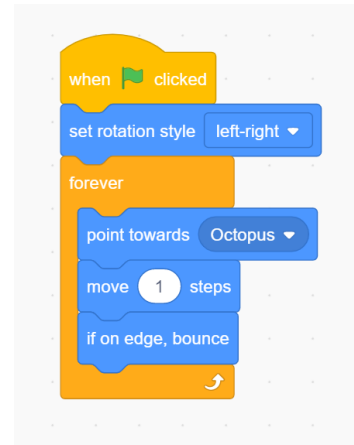 when clicked
set rotation style left-right
forever
point towards Octopus
move 1 steps
if on edge, bounce